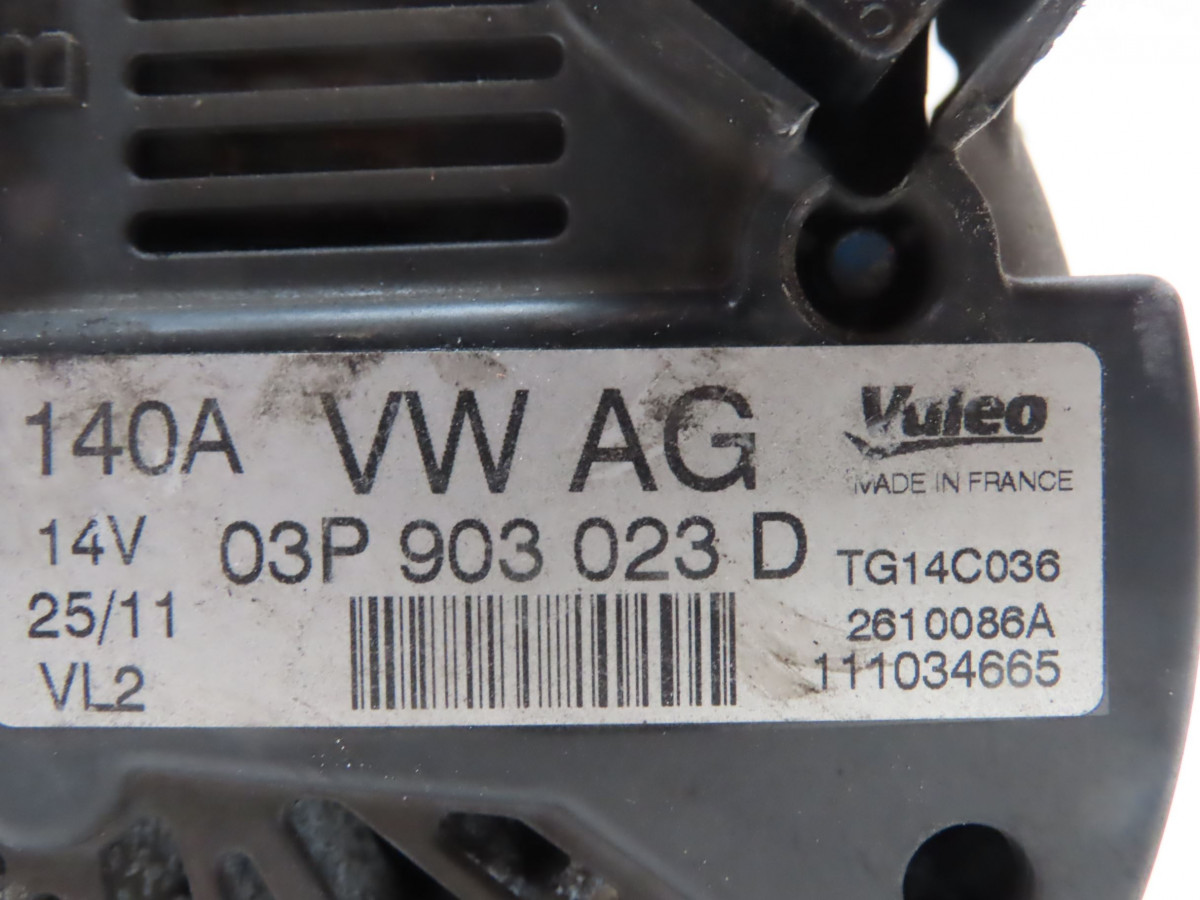 B
140A VW AG Valeo
MADE IN FRANCE
14V 03P 903 023 D TG14C036
25/11 2610086A
VL2 111034665